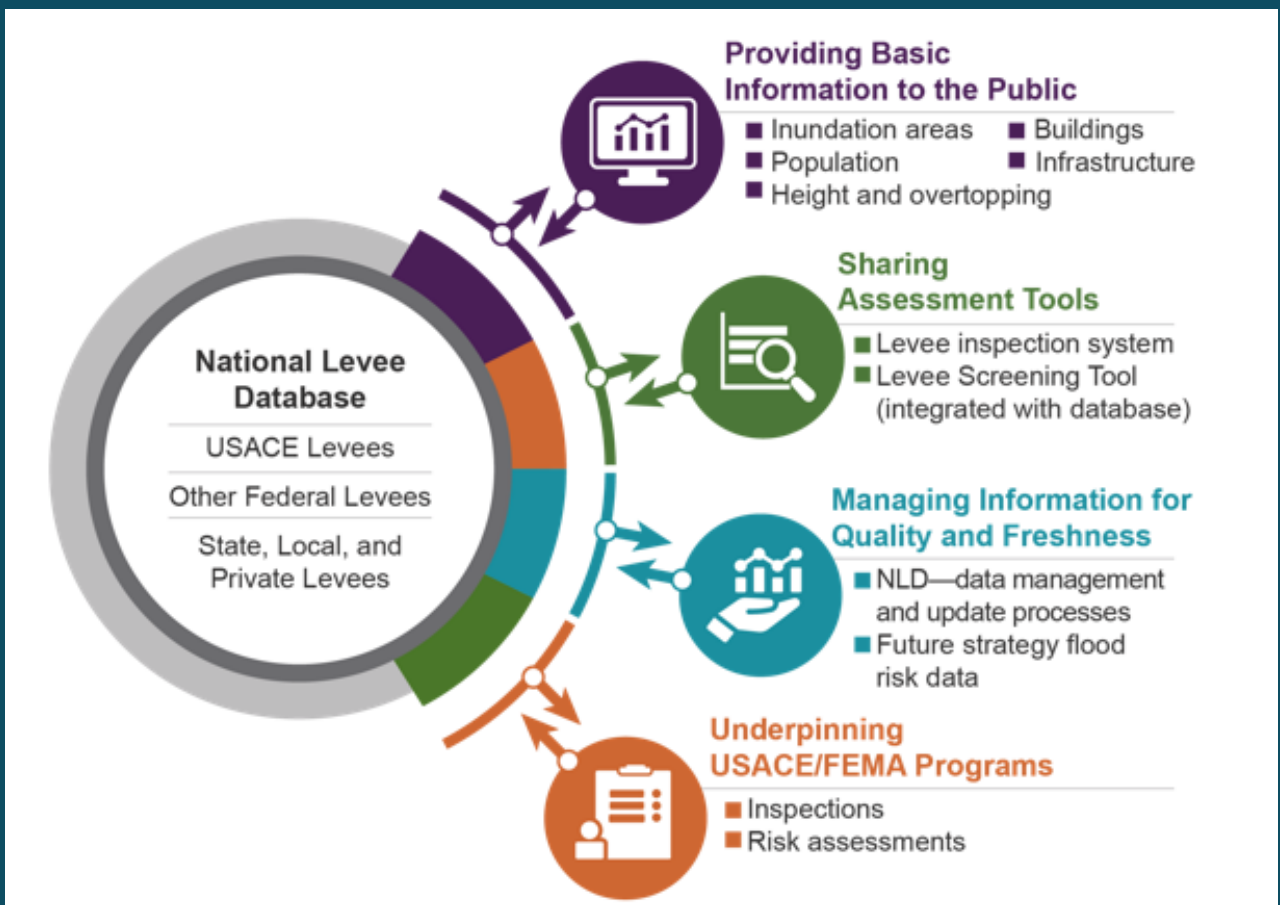 National Levee
Database
USACE Levees
Other Federal Levees
State, Local, and
Private Levees
Providing Basic
Information to the Public
Inundation areas
Buildings
Population
Infrastructure
Height and overtopping
Sharing
Assessment Tools
Levee inspection system
Levee Screening Tool
(integrated with database)
Managing Information for
Quality and Freshness
NLD—data management
and update processes
Future strategy flood
risk data
Underpinning
USACE/FEMA Programs
Inspections
Risk assessments